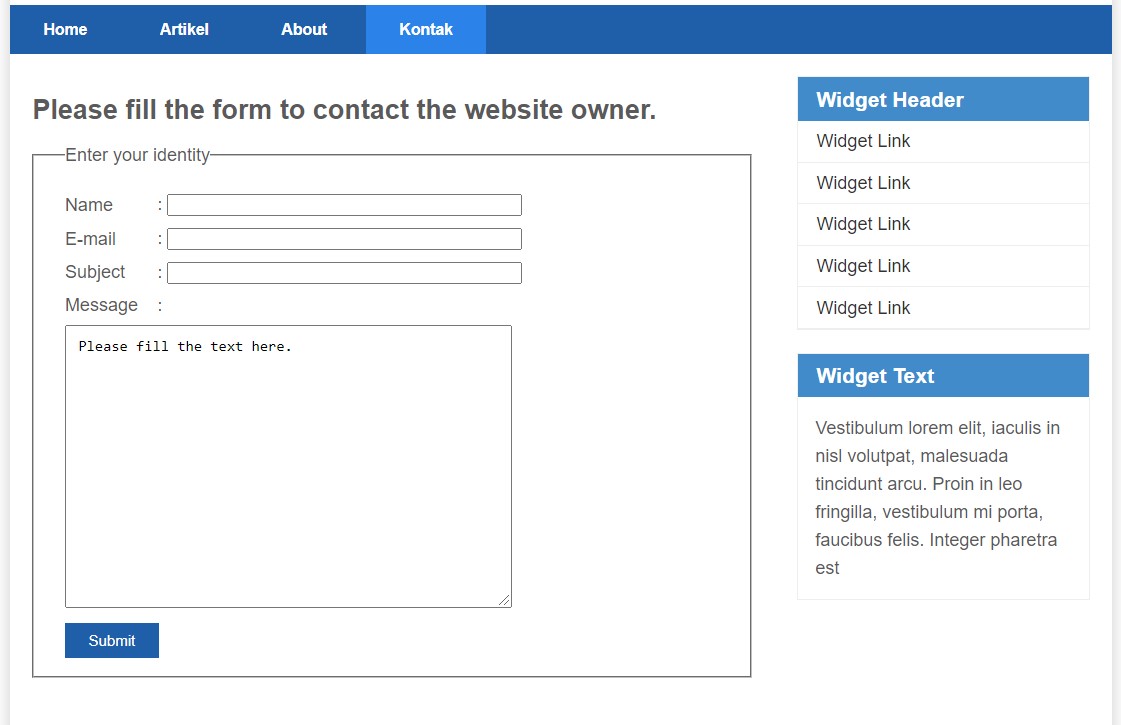 Home Artikel About Kontak
Please fill the form to contact the website owner.
Enter your identity
Name :
E-mail :
Subject :
Message :
Please fill the text here.
Submit
Widget Header
Widget Link
Widget Link
Widget Link
Widget Link
Widget Link
Widget Text
Vestibulum lorem elit, iaculis in
nisl volutpat, malesuada
tincidunt arcu. Proin in leo
fringilla, vestibulum mi porta,
faucibus felis. Integer pharetra
est